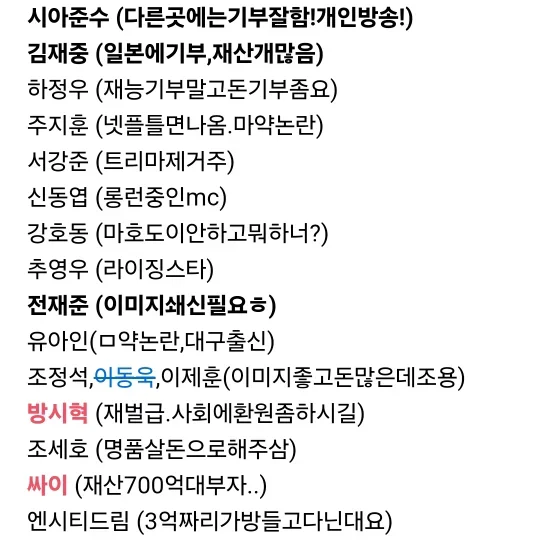 시아준수 (다른곳에는기부잘함!개인방송!)
김재중 (일본에기부,재산개많음)
하정우 (재능기부말고돈기부좀요)
주지훈 (넷플틀면나옴.마약논란)
서강준 (트리마제거주)
신동엽 (롱런중인mc)
강호동 (마호도이안하고뭐하너?)
추영우 (라이징스타)
전재준 (이미지쇄신필요ㅎ)
유아인(ㅁ약논란,대구출신)
조정석,이동욱,이제훈(이미지좋고돈많은데조용)
방시혁 (재벌급.사회에환원좀하시길)
조세호 (명품살돈으로해주삼)
싸이 (재산700억대부자..)
엔시티드림 (3억짜리가방들고다닌대요)